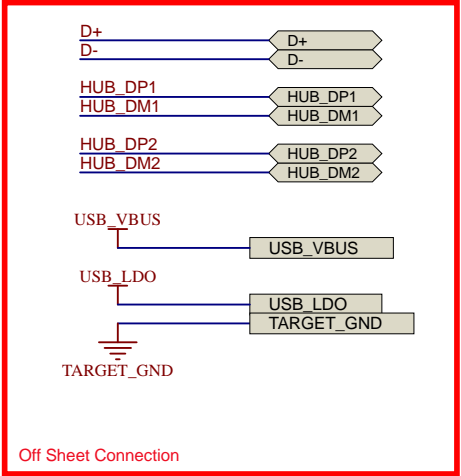 D+ D+
D- D-
HUB_DP1 HUB_DP1
HUB_DM1 HUB_DM1
HUB_DP2 HUB_DP2
HUB_DM2 HUB_DM2
USB_VBUS
USB_VBUS
USB_LDO
USB_LDO
TARGET_GND
TARGET_GND
Off Sheet Connection